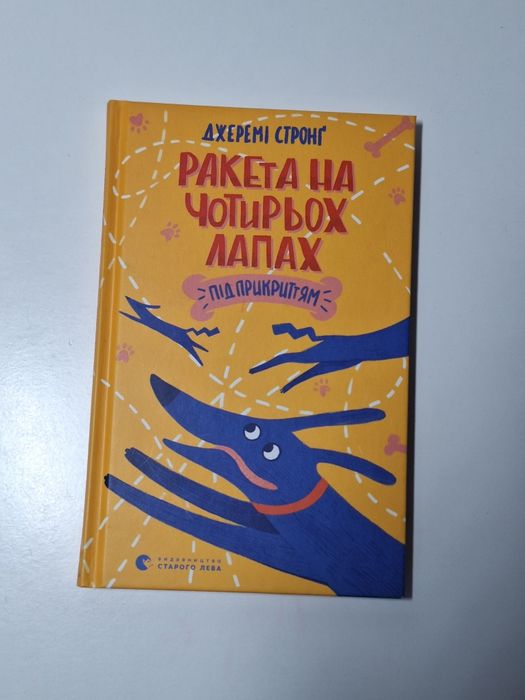 ДЖЕРЕМІ СТРОНҐ
РАКЕТА НА
ЧОТИРЬОХ
ЛАПАХ
ПІД ПРИКРИТТЯМ
ВИДАВНИЦТВО
СТАРОГО ЛЕВА